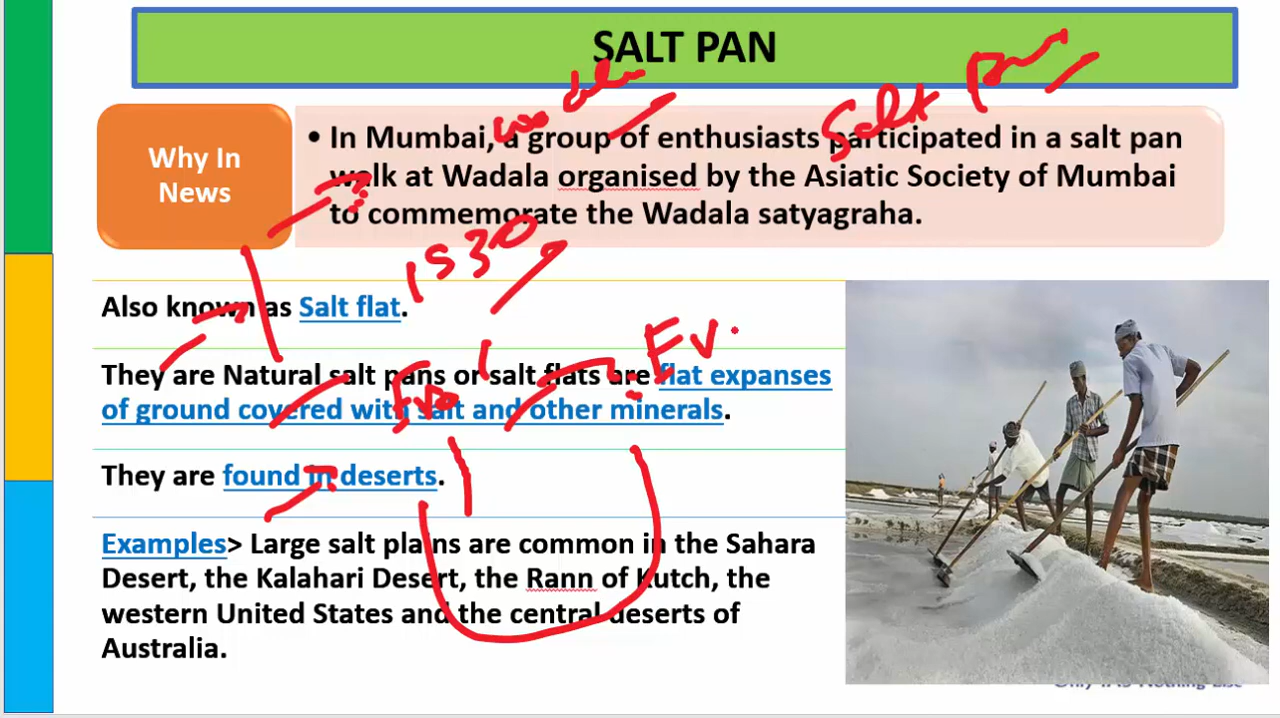 SALT PAN
Salt Pan
Why In
News
• In Mumbai, a group of enthusiasts participated in a salt pan
walk at Wadala organised by the Asiatic Society of Mumbai
to commemorate the Wadala satyagraha.
1930
Also known as Salt flat.
They are Natural salt pans or salt flats are flat expanses
of ground covered with salt and other minerals.
They are found in deserts.
Examples> Large salt plains are common in the Sahara
Desert, the Kalahari Desert, the Rann of Kutch, the
western United States and the central deserts of
Australia.